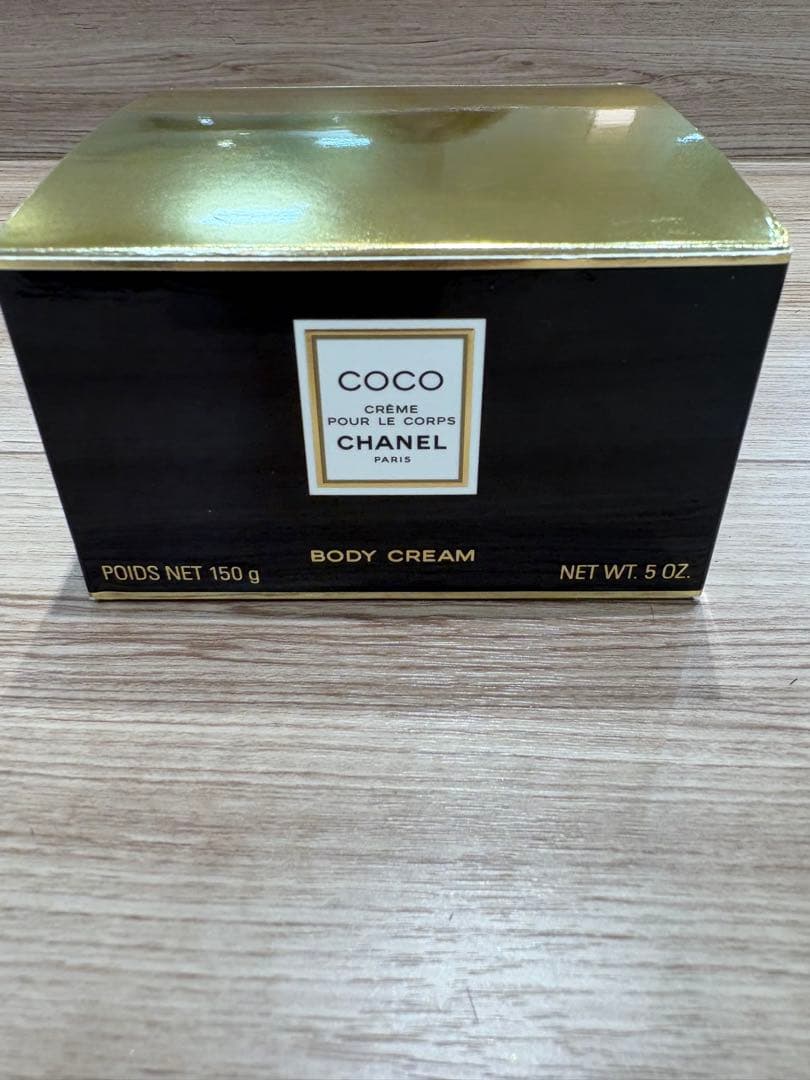 COCO
CRÈME
POUR LE CORPS
CHANEL
PARIS
BODY CREAM
POIDS NET 150 g
NET WT. 5 OZ.